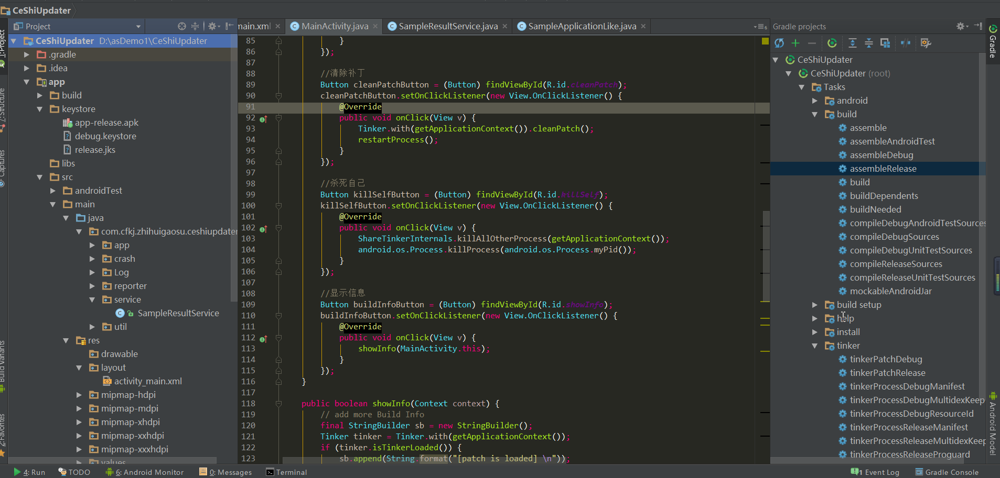 CeShiUpdater
Project
main.xml
MainActivity.java
SampleResultService.java
SampleApplicationLike.java
6
Gradle projects
1: Project
7: Structure
Captures
Build Variants
2: Favorites
CeShiUpdater D:\asDemo1\CeShiUpdater
.gradle
.idea
app
build
keystore
app-release.apk
debug.keystore
release.jks
libs
src
androidTest
main
java
com.cfkj.zhihuigaosu.ceshiupdater
app
crash
Log
reporter
service
SampleResultService
util
res
drawable
layout
activity_main.xml
mipmap-hdpi
mipmap-mdpi
mipmap-xhdpi
mipmap-xxhdpi
mipmap-xxxhdpi
values
85 }
86 });
87
88 //清除补丁
89 Button cleanPatchButton = (Button) findViewById(R.id.cleanPatch);
90 cleanPatchButton.setOnClickListener(new View.OnClickListener() {
91 @Override
92 public void onClick(View v) {
93 Tinker.with(getApplicationContext()).cleanPatch();
94 restartProcess();
95 }
96 });
97
98 //杀死自己
99 Button killSelfButton = (Button) findViewById(R.id.killSelf);
100 killSelfButton.setOnClickListener(new View.OnClickListener() {
101 @Override
102 public void onClick(View v) {
103 ShareTinkerInternals.killAllOtherProcess(getApplicationContext());
104 android.os.Process.killProcess(android.os.Process.myPid());
105 }
106 });
107
108 //显示信息
109 Button buildInfoButton = (Button) findViewById(R.id.showInfo);
110 buildInfoButton.setOnClickListener(new View.OnClickListener() {
111 @Override
112 public void onClick(View v) {
113 showInfo(MainActivity.this);
114 }
115 });
116 }
117
118 public boolean showInfo(Context context) {
119 // add more Build Info
120 final StringBuilder sb = new StringBuilder();
121 Tinker tinker = Tinker.with(getApplicationContext());
122 if (tinker.isTinkerLoaded()) {
123 sb.append(String.format("[patch is loaded] \n"));
CeShiUpdater
CeShiUpdater (root)
Tasks
android
build
assemble
assembleAndroidTest
assembleDebug
assembleRelease
build
buildDependents
buildNeeded
compileDebugAndroidTestSources
compileDebugSources
compileDebugUnitTestSources
compileReleaseSources
compileReleaseUnitTestSources
mockableAndroidJar
build setup
help
install
tinker
tinkerPatchDebug
tinkerPatchRelease
tinkerProcessDebugManifest
tinkerProcessDebugMultidexKeep
tinkerProcessDebugResourceId
tinkerProcessReleaseManifest
tinkerProcessReleaseMultidexKeep
tinkerProcessReleaseProguard
Gradle
Android Model
4: Run
TODO
6: Android Monitor
0: Messages
Terminal
1 Event Log
Gradle Console